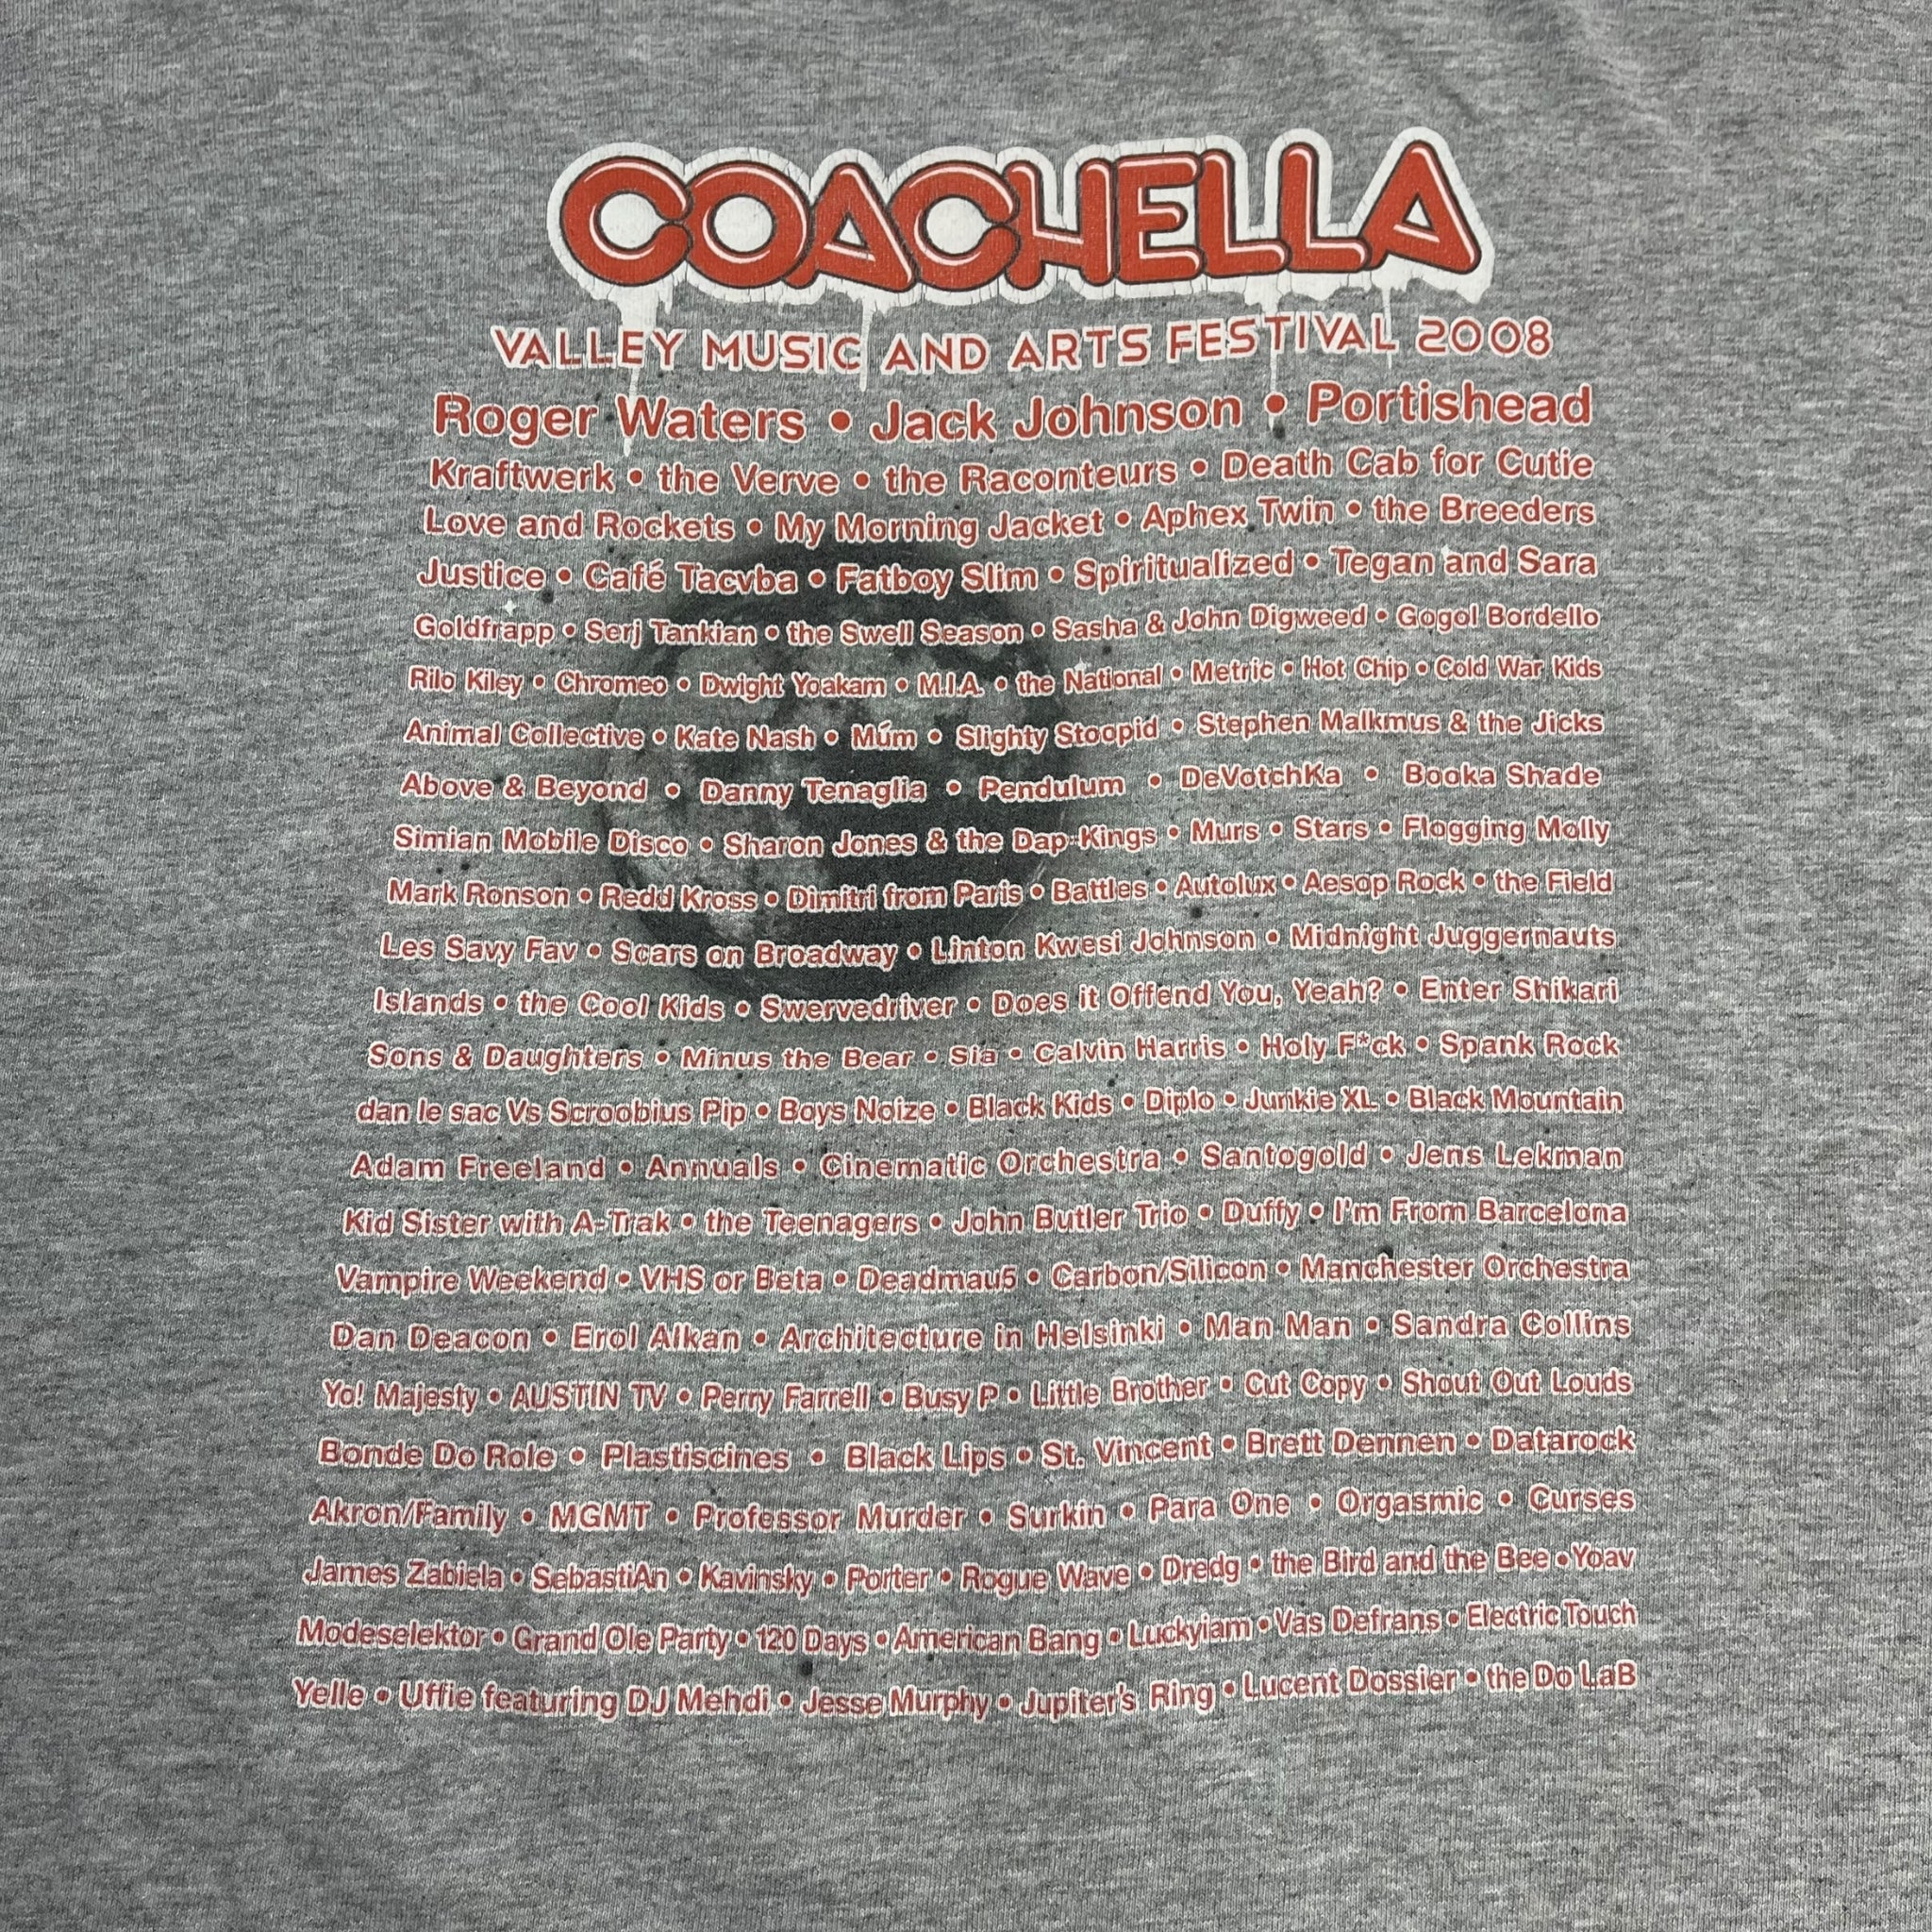 COACHELLA
VALLEY MUSIC AND ARTS FESTIVAL 2008
Roger Waters • Jack Johnson • Portishead
Kraftwerk • the Verve • the Raconteurs • Death Cab for Cutie
Love and Rockets • My Morning Jacket • Aphex Twin • the Breeders
Justice • Café Tacvba • Fatboy Slim • Spiritualized • Tegan and Sara
Goldfrapp • Serj Tankian • the Swell Season • Sasha & John Digweed • Gogol Bordello
Rilo Kiley • Chromeo • Dwight Yoakam • M.I.A. • the National • Metric • Hot Chip • Cold War Kids
Animal Collective • Kate Nash • Múm • Slighty Stoopid • Stephen Malkmus & the Jicks
Above & Beyond • Danny Tenaglia • Pendulum • DeVotchKa • Booka Shade
Simian Mobile Disco • Sharon Jones & the Dap-Kings • Murs • Stars • Flogging Molly
Mark Ronson • Redd Kross • Dimitri from Paris • Battles • Autolux • Aesop Rock • the Field
Les Savy Fav • Scars on Broadway • Linton Kwesi Johnson • Midnight Juggernauts
Islands • the Cool Kids • Swervedriver • Does it Offend You, Yeah? • Enter Shikari
Sons & Daughters • Minus the Bear • Sia • Calvin Harris • Holy F*ck • Spank Rock
dan le sac Vs Scroobius Pip • Boys Noize • Black Kids • Diplo • Junkie XL • Black Mountain
Adam Freeland • Annuals • Cinematic Orchestra • Santogold • Jens Lekman
Kid Sister with A-Trak • the Teenagers • John Butler Trio • Duffy • I'm From Barcelona
Vampire Weekend • VHS or Beta • Deadmau5 • Carbon/Silicon • Manchester Orchestra
Dan Deacon • Erol Alkan • Architecture in Helsinki • Man Man • Sandra Collins
Yo! Majesty • AUSTIN TV • Perry Farrell • Busy P • Little Brother • Cut Copy • Shout Out Louds
Bonde Do Role • Plastiscines • Black Lips • St. Vincent • Brett Dennen • Datarock
Akron/Family • MGMT • Professor Murder • Surkin • Para One • Orgasmic • Curses
James Zabiela • SebastiAn • Kavinsky • Porter • Rogue Wave • Dredg • the Bird and the Bee • Yoav
Modeselektor • Grand Ole Party • 120 Days • American Bang • Luckyiam • Vas Defrans • Electric Touch
Yelle • Uffie featuring DJ Mehdi • Jesse Murphy • Jupiter's Ring • Lucent Dossier • the Do LaB